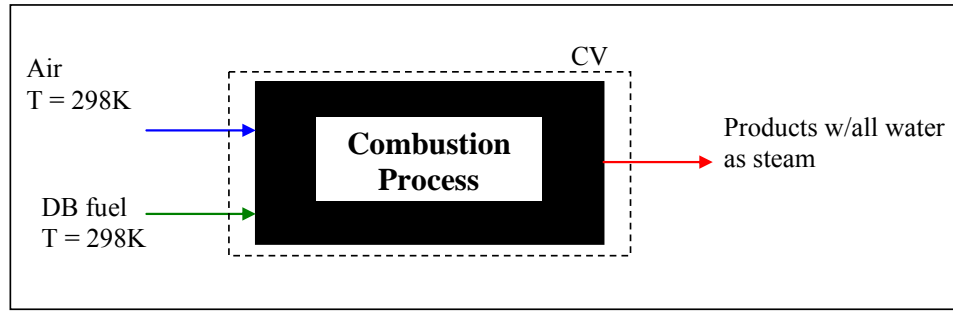 CV
Air
T = 298K
Combustion
Process
Products w/all water
as steam
DB fuel
T = 298K